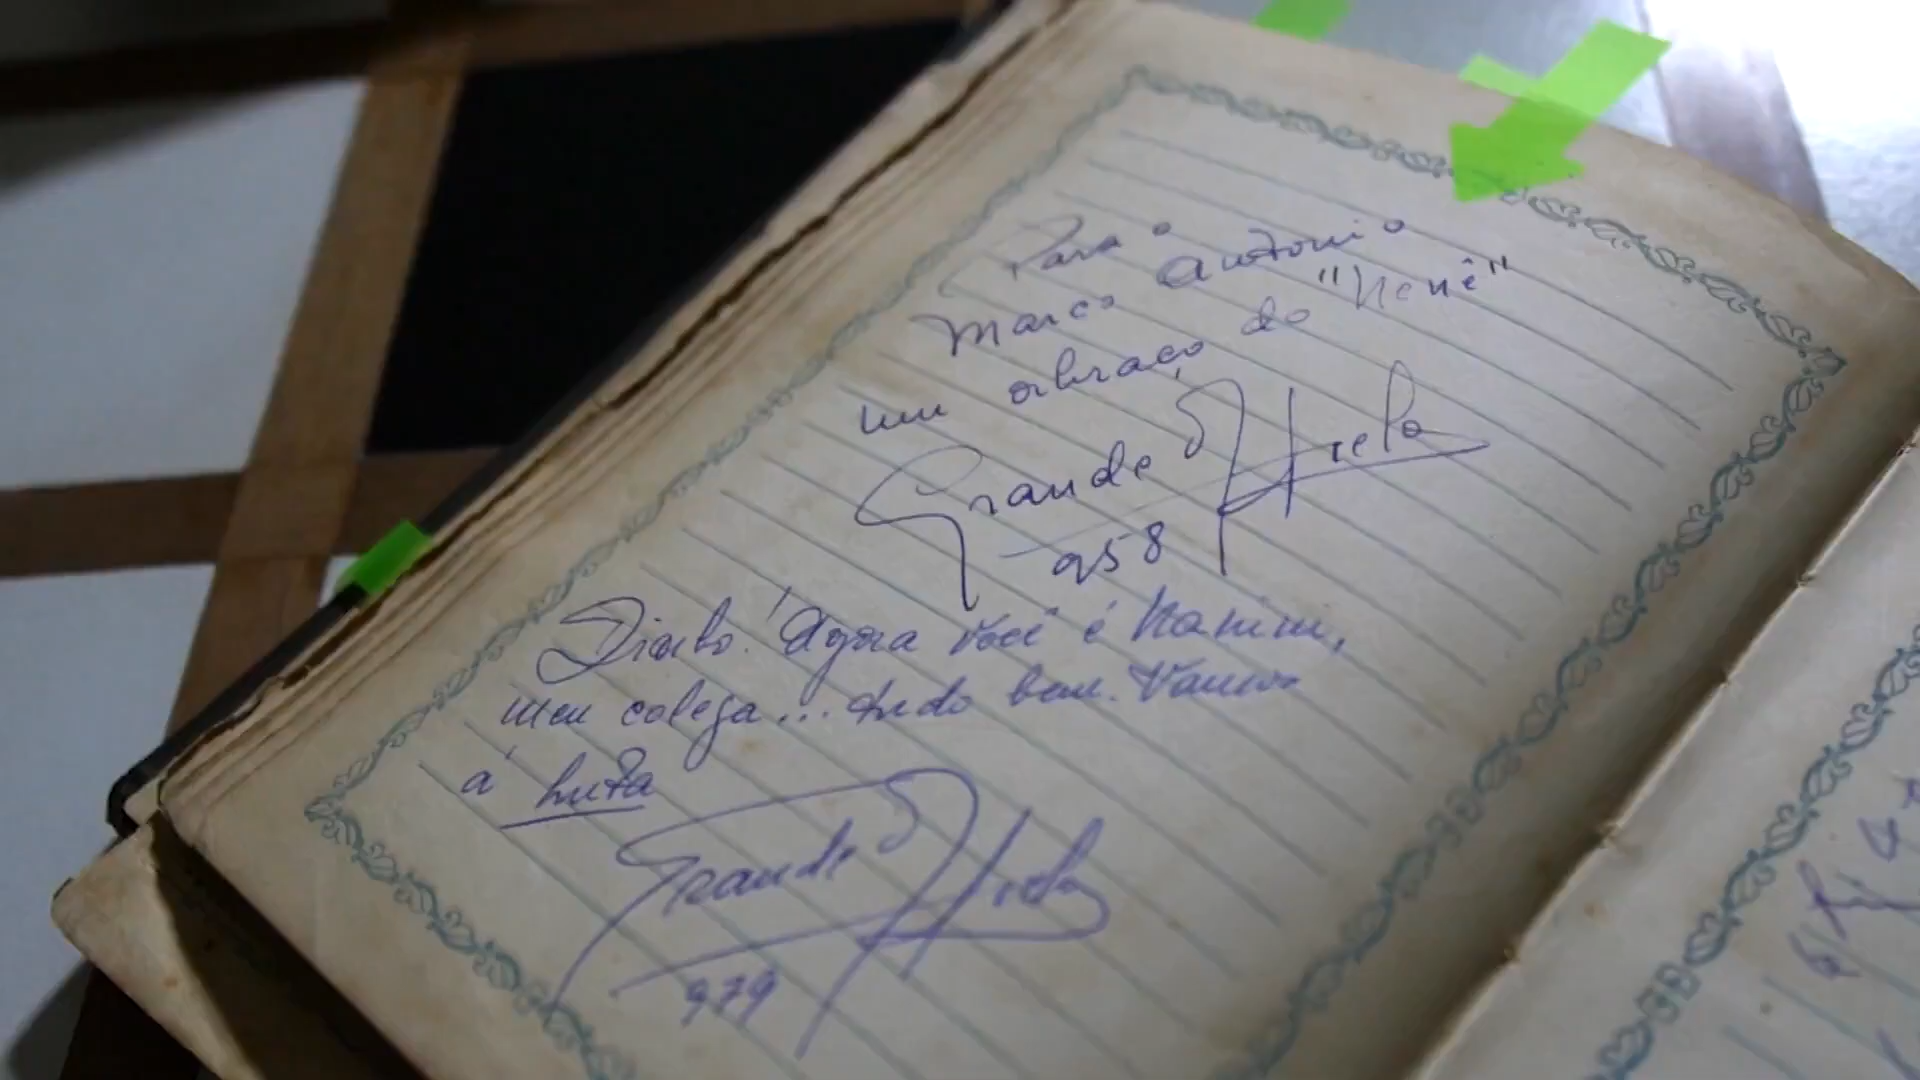 Para o
Marco Antonio
um abraço do "Nenê"
Grande Otelo
958
Diabo! Agora você é Nanini,
meu colega... tudo bem. Vamos
a' luta
Grande Otelo
979